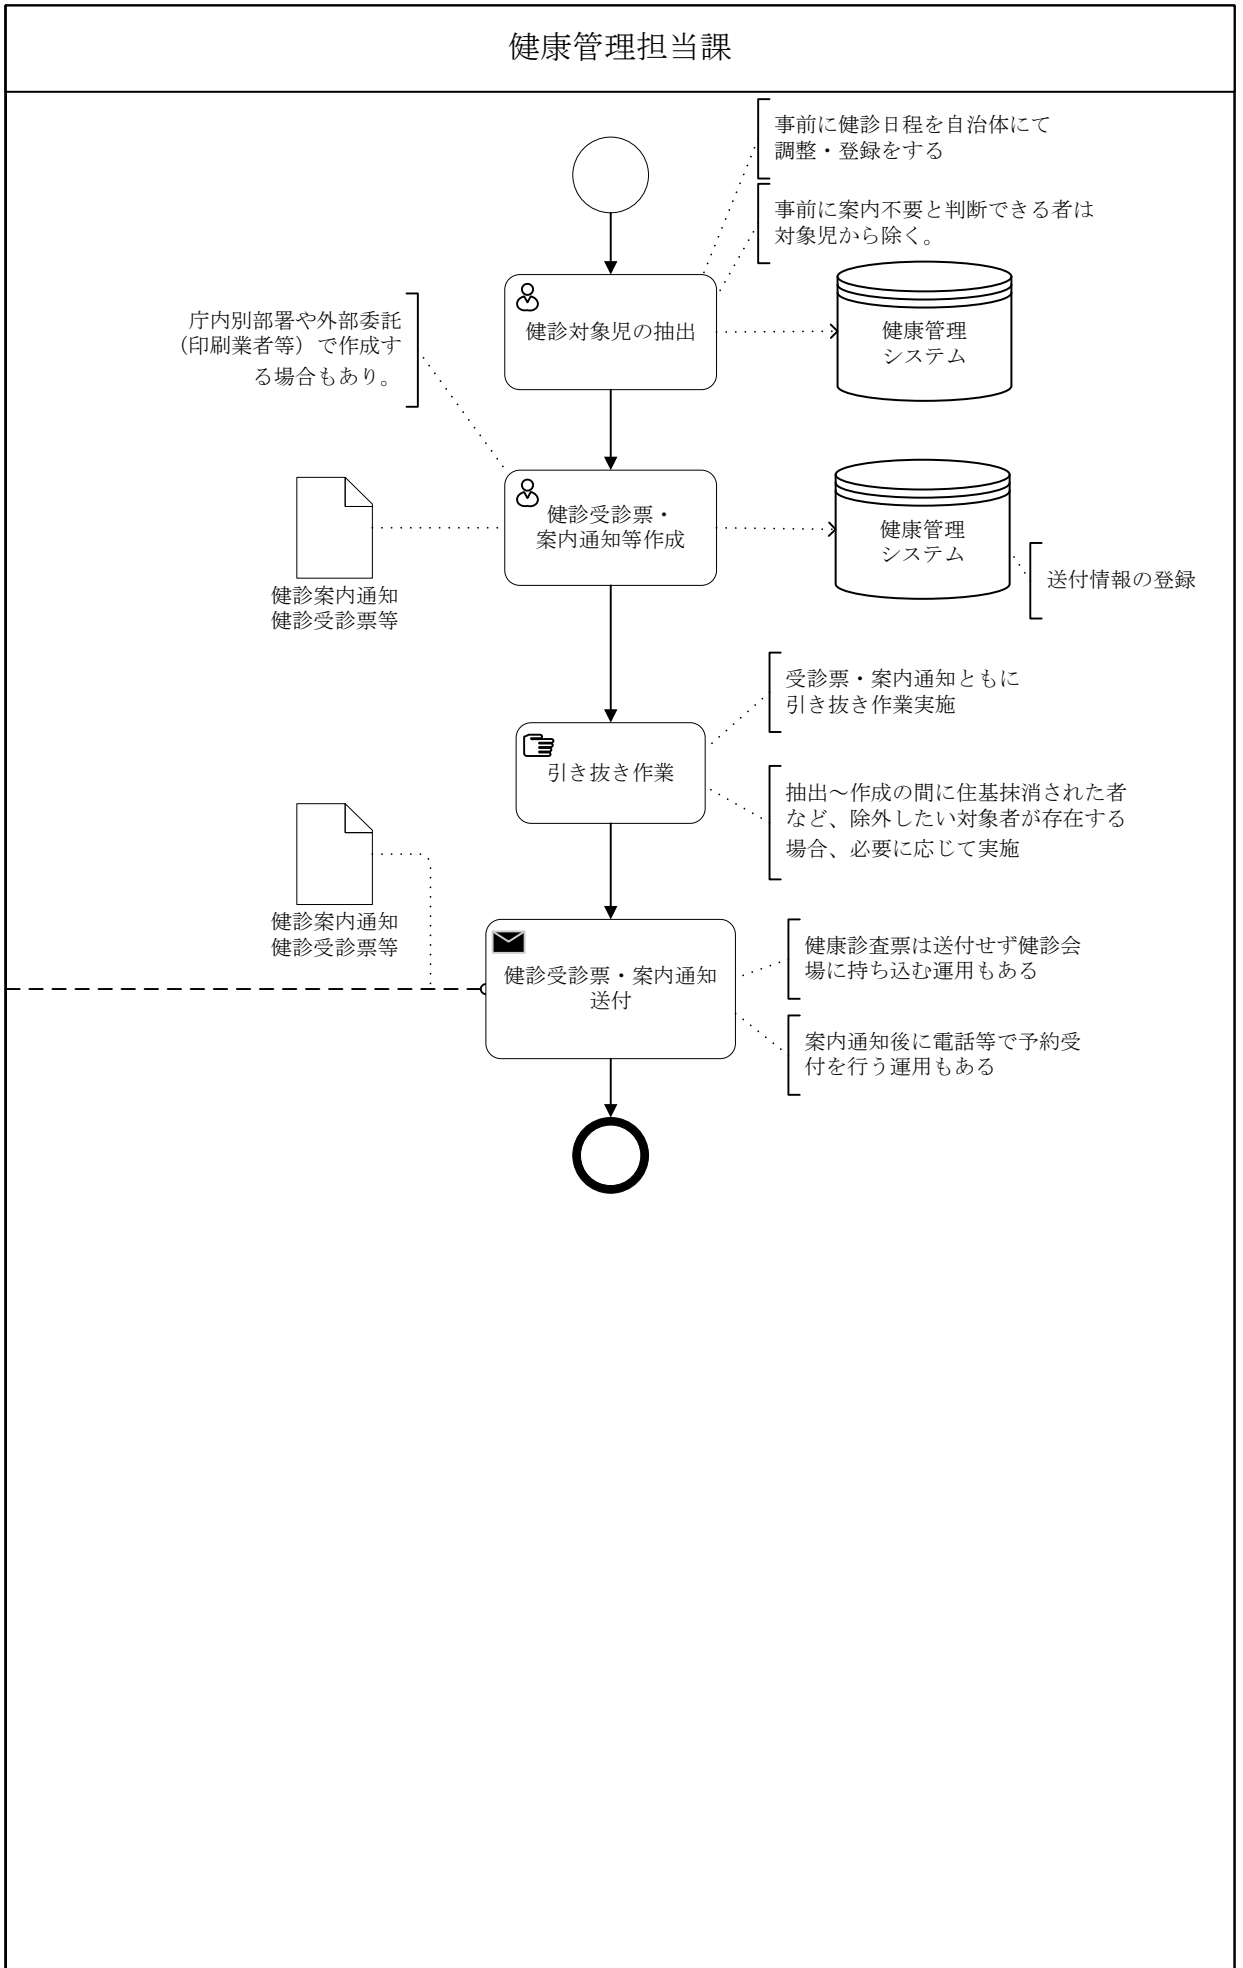 健康管理担当課
事前に健診日程を自治体にて
調整・登録をする
事前に案内不要と判断できる者は
対象児から除く。
健診対象児の抽出
健康管理
システム
庁内別部署や外部委託
（印刷業者等）で作成す
る場合もあり。
健診受診票・
案内通知等作成
健康管理
システム
送付情報の登録
健診案内通知
健診受診票等
受診票・案内通知ともに
引き抜き作業実施
引き抜き作業
抽出～作成の間に住基抹消された者
など、除外したい対象者が存在する
場合、必要に応じて実施
健診案内通知
健診受診票等
健診受診票・案内通知
送付
健康診査票は送付せず健診会
場に持ち込む運用もある
案内通知後に電話等で予約受
付を行う運用もある